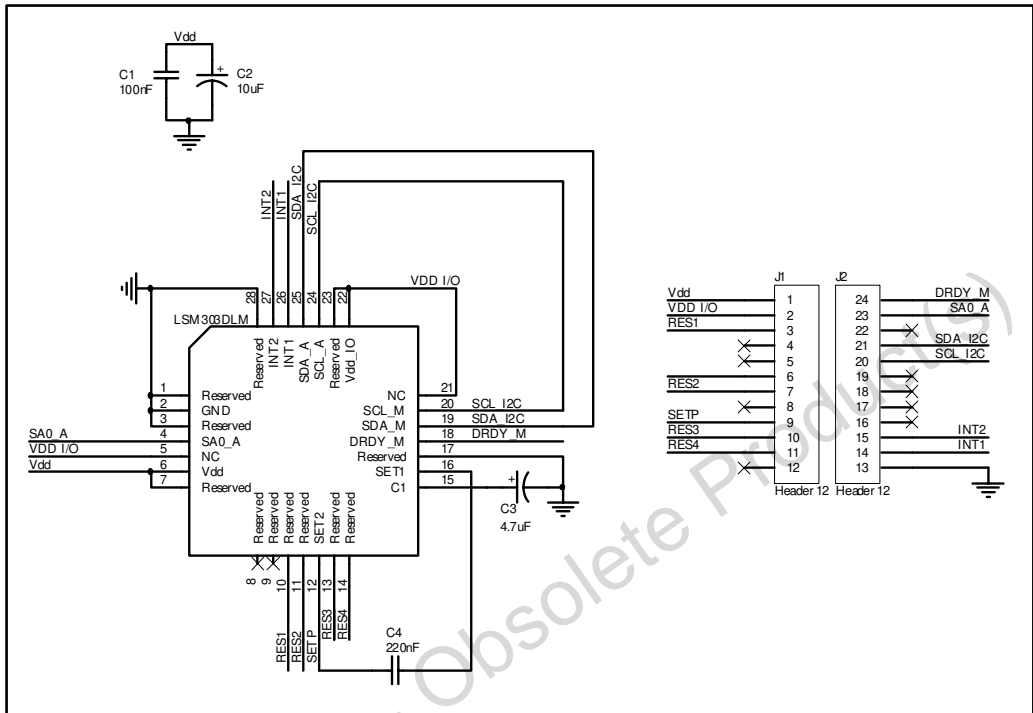 Vdd
C1
100nF
+
C2
10uF
INT2
INT1
SDA_I2C
SCL_I2C
VDD I/O
28
27
26
25
24
23
22
LSM303DLM
Reserved
INT2
INT1
SDA_A
SCL_A
Reserved
Vdd_IO
1 Reserved
2 GND
3 Reserved
SA0_A 4 SA0_A
VDD I/O 5 NC
Vdd 6 Vdd
7 Reserved
NC 21
SCL_M 20 SCL_I2C
SDA_M 19 SDA_I2C
DRDY_M 18 DRDY_M
Reserved 17
SET1 16
C1 15
+
C3
4.7uF
Reserved
Reserved
Reserved
Reserved
SET2
Reserved
Reserved
8
9
10
11
12
13
14
RES1
RES2
SETP
RES3
RES4
C4
220nF
J1
Vdd 1
VDD I/O 2
RES1 3
4
5
6
RES2 7
8
SETP 9
RES3 10
RES4 11
12
Header 12
J2
24 DRDY_M
23 SA0_A
22
21 SDA_I2C
20 SCL_I2C
19
18
17
16
15 INT2
14 INT1
13
Header 12
Obsolete Product(s)